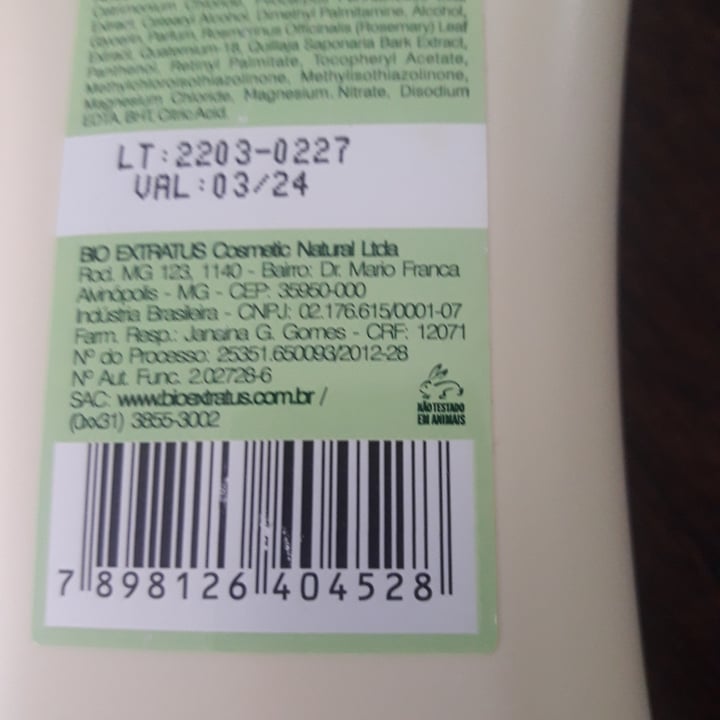 Cetrimonium Chloride,
Extract, Cetearyl Alcohol, Dimethyl Palmitamine, Alcohol,
Glycerin, Parfum, Rosmarinus Officinalis (Rosemary) Leaf
Extract, Quaternium-18, Quillaja Saponaria Bark Extract,
Panthenol, Retinyl Palmitate, Tocopheryl Acetate,
Methylchloroisothiazolinone, Methylisothiazolinone,
Magnesium Chloride, Magnesium Nitrate, Disodium
EDTA, BHT, Citric Acid.
LT:2203-0227
VAL:03/24
BIO EXTRATUS Cosmetic Natural Ltda
Rod. MG 123, 1140 - Bairro: Dr. Mario Franca
Alvinópolis - MG - CEP: 35950-000
Indústria Brasileira - CNPJ: 02.176.615/0001-07
Farm. Resp.: Janaina G. Gomes - CRF: 12071
Nº do Processo: 25351.650093/2012-28
Nº Aut. Func. 2.02728-6
SAC: www.bioextratus.com.br /
(0xx31) 3855-3002
NÃO TESTADO
EM ANIMAIS
7 898126 404528